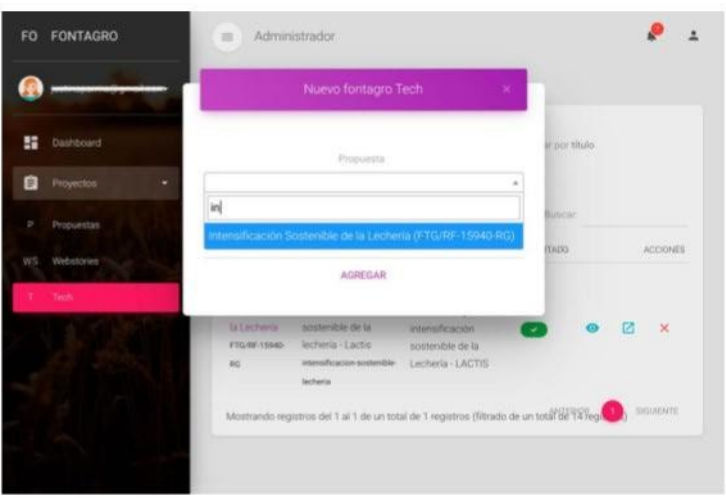 FO FONTAGRO
Administrador
Nuevo fontagro Tech
×
Dashboard
Proyectos
P Propuestas
WS Webstories
T Tech
Propuesta
in
Intensificación Sostenible de la Lechería (FTG/RF-15940-RG)
AGREGAR
por título
Buscar:
ACCIONES
la Lechería
FTG/RF-15940-
RG
sostenible de la
lechería - Lactis
intensificacion-sostenible-
lecheria
intensificación
sostenible de la
Lechería - LACTIS
Mostrando registros del 1 al 1 de un total de 1 registros (filtrado de un total de 14
ANTERIOR 1 SIGUIENTE